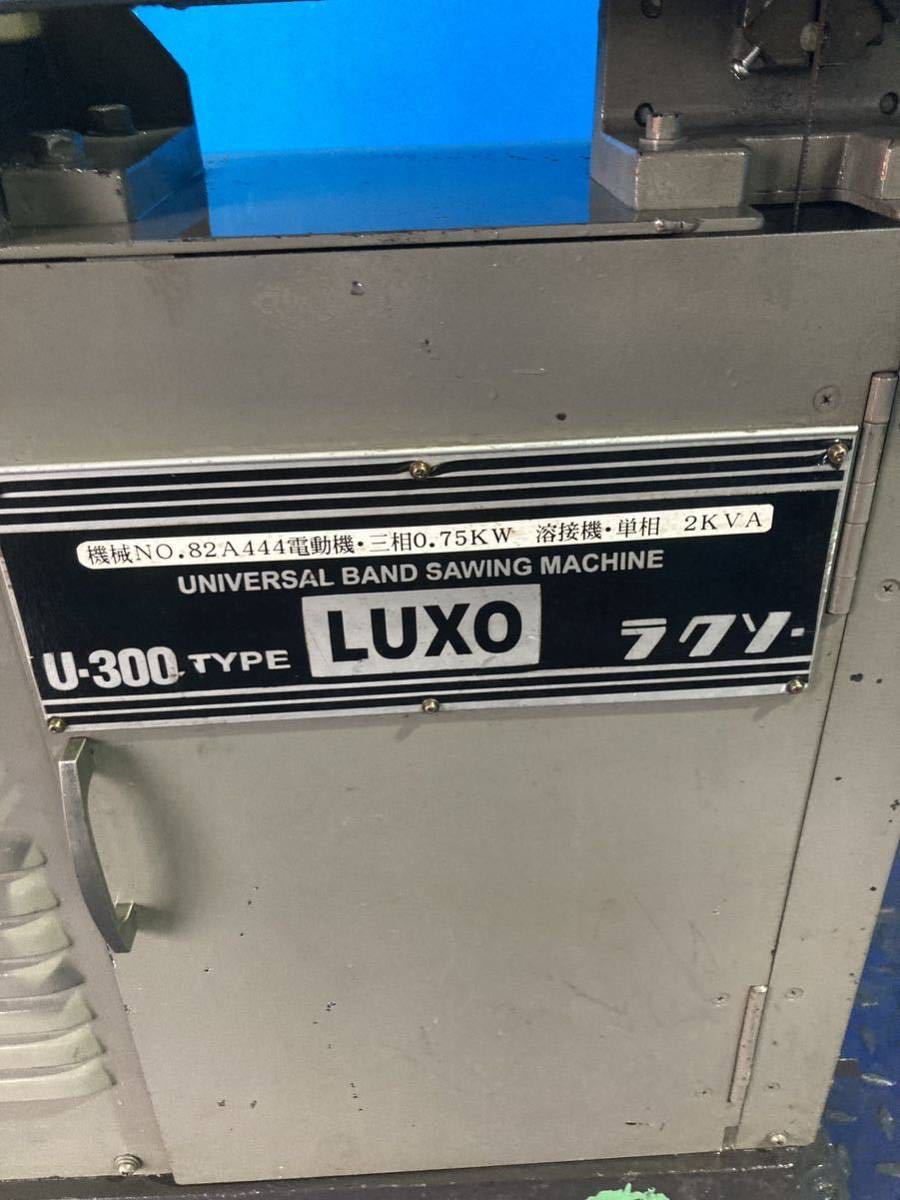 機械NO.82A444電動機・三相0.75KW 溶接機・単相 2KVA
UNIVERSAL BAND SAWING MACHINE
U-300 TYPE LUXO ラクソー